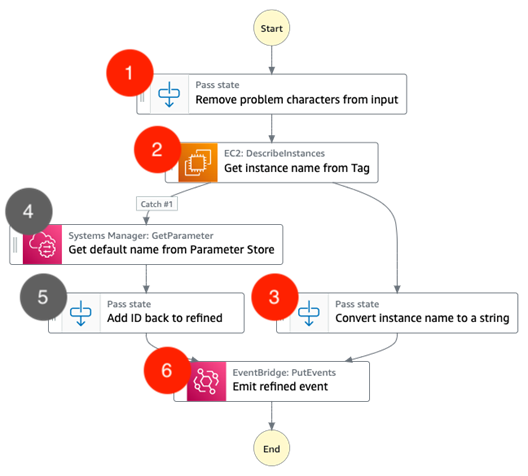 Start
1
Pass state
Remove problem characters from input
2
EC2: DescribeInstances
Get instance name from Tag
Catch #1
4
Systems Manager: GetParameter
Get default name from Parameter Store
5
Pass state
Add ID back to refined
3
Pass state
Convert instance name to a string
6
EventBridge: PutEvents
Emit refined event
End